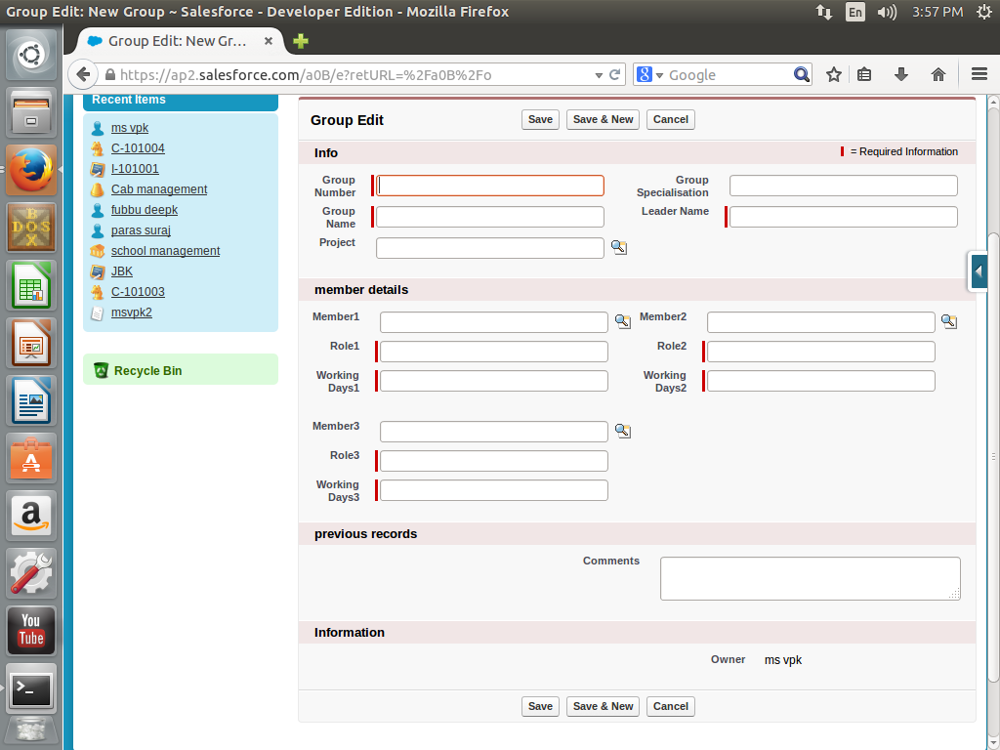 Group Edit: New Group ~ Salesforce - Developer Edition - Mozilla Firefox
En
3:57 PM
Group Edit: New Gr...
https://ap2.salesforce.com/a0B/e?retURL=%2Fa0B%2Fo
8
Google
Recent Items
ms vpk
C-101004
I-101001
Cab management
fubbu deepk
paras suraj
school management
JBK
C-101003
msvpk2
Recycle Bin
Group Edit
Save
Save & New
Cancel
Info
= Required Information
Group Number
Group Specialisation
Group Name
Leader Name
Project
member details
Member1
Member2
Role1
Role2
Working Days1
Working Days2
Member3
Role3
Working Days3
previous records
Comments
Information
Owner
ms vpk
Save
Save & New
Cancel
DOS
BOX
A
a
You
Tube
>_